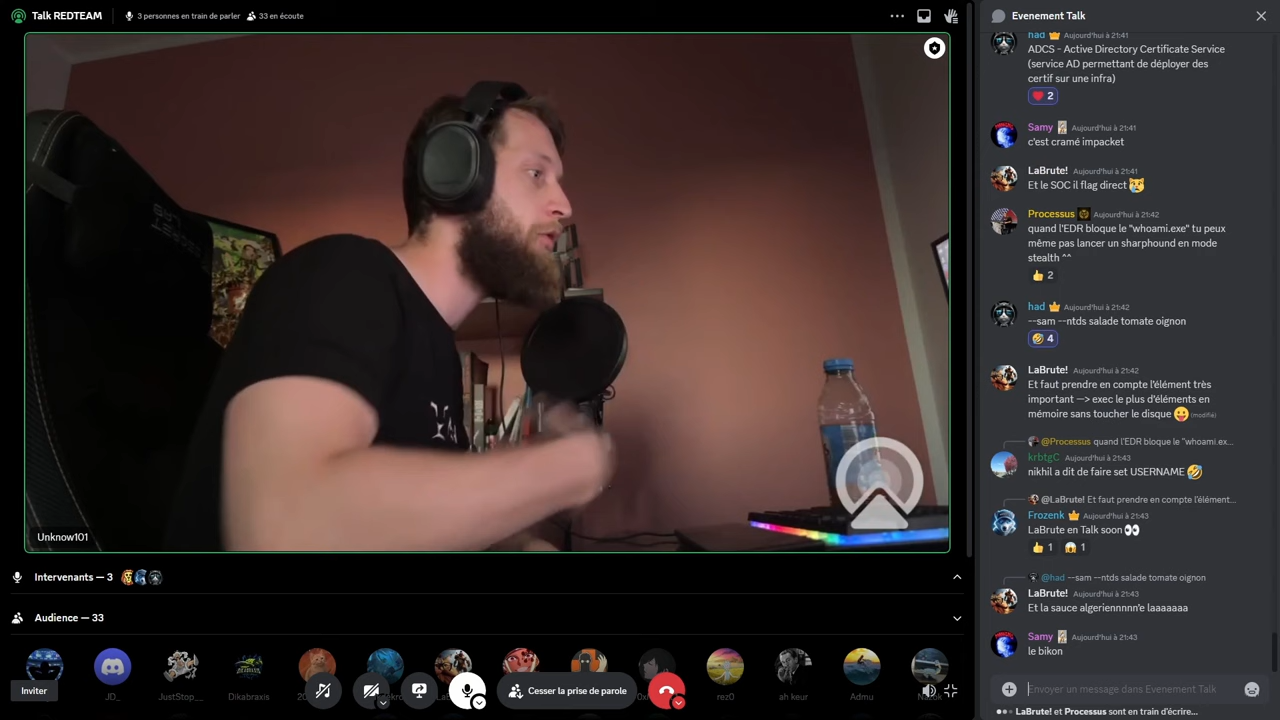 Talk REDTEAM
3 personnes en train de parler
33 en écoute
Unknow101
Intervenants — 3
Audience — 33
JD_
JustStop__
Dikabraxis
rez0
ah keur
Admu
Inviter
Cesser la prise de parole
Evenement Talk
had Aujourd'hui à 21:41
ADCS - Active Directory Certificate Service
(service AD permettant de déployer des
certif sur une infra)
2
Samy Aujourd'hui à 21:41
c'est cramé impacket
LaBrute! Aujourd'hui à 21:41
Et le SOC il flag direct
Processus Aujourd'hui à 21:42
quand l'EDR bloque le "whoami.exe" tu peux
même pas lancer un sharphound en mode
stealth ^^
2
had Aujourd'hui à 21:42
--sam --ntds salade tomate oignon
4
LaBrute! Aujourd'hui à 21:42
Et faut prendre en compte l'élément très
important —> exec le plus d'éléments en
mémoire sans toucher le disque (modifié)
@Processus quand l'EDR bloque le "whoami.ex...
krbtgC Aujourd'hui à 21:43
nikhil a dit de faire set USERNAME
@LaBrute! Et faut prendre en compte l'élément...
Frozenk Aujourd'hui à 21:43
LaBrute en Talk soon
1 1
@had --sam --ntds salade tomate oignon
LaBrute! Aujourd'hui à 21:43
Et la sauce algeriennnnn'e laaaaaaa
Samy Aujourd'hui à 21:43
le bikon
Envoyer un message dans Evenement Talk
LaBrute! et Processus sont en train d'écrire...